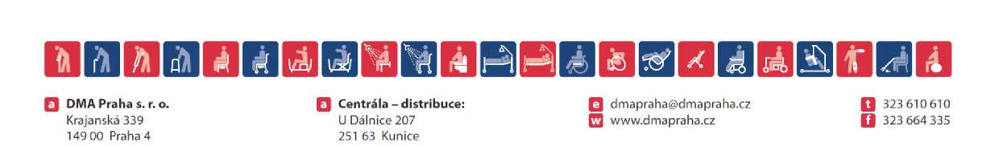 a DMA Praha s. r. o.
Krajanská 339
149 00 Praha 4
a Centrála – distribuce:
U Dálnice 207
251 63 Kunice
e dmapraha@dmapraha.cz
w www.dmapraha.cz
t 323 610 610
f 323 664 335